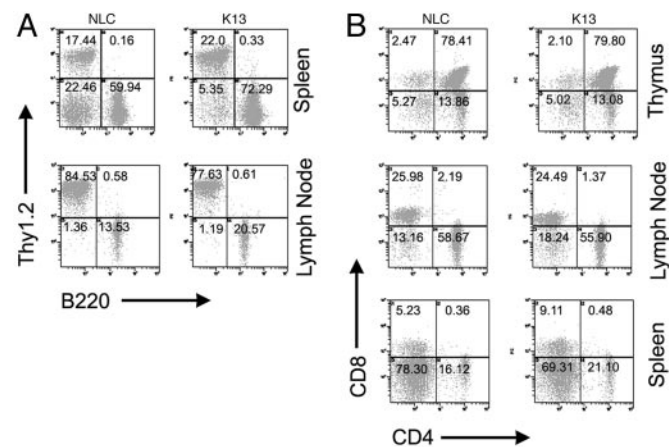 A
B
NLC K13
NLC K13
17.44 0.16
22.46 59.94
22.0 0.33
5.35 72.29
Spleen
84.53 0.58
1.36 13.53
77.63 0.61
1.19 20.57
Lymph Node
Thy1.2
B220
2.47 78.41
5.27 13.86
2.10 79.80
5.02 13.08
Thymus
25.98 2.19
13.16 58.67
24.49 1.37
18.24 55.90
Lymph Node
5.23 0.36
78.30 16.12
9.11 0.48
69.31 21.10
Spleen
CD8
CD4